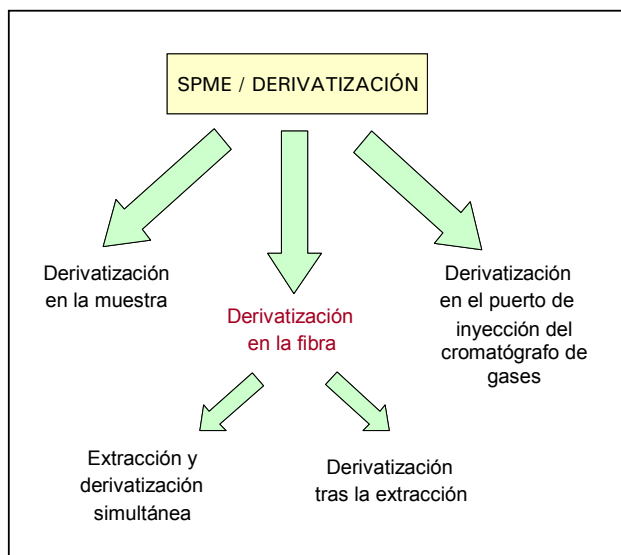 SPME / DERIVATIZACIÓN
Derivatización
en la muestra
Derivatización
en la fibra
Derivatización
en el puerto de
inyección del
cromatógrafo de
gases
Extracción y
derivatización
simultánea
Derivatización
tras la extracción